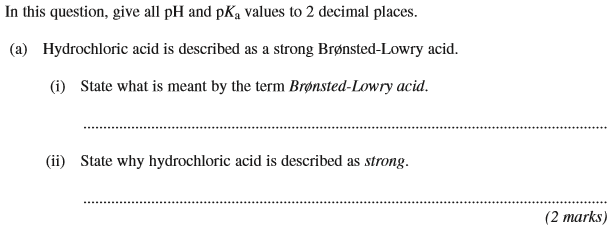 In this question, give all pH and pKₐ values to 2 decimal places.
(a) Hydrochloric acid is described as a strong Brønsted-Lowry acid.
(i) State what is meant by the term Brønsted-Lowry acid.
(ii) State why hydrochloric acid is described as strong.
(2 marks)